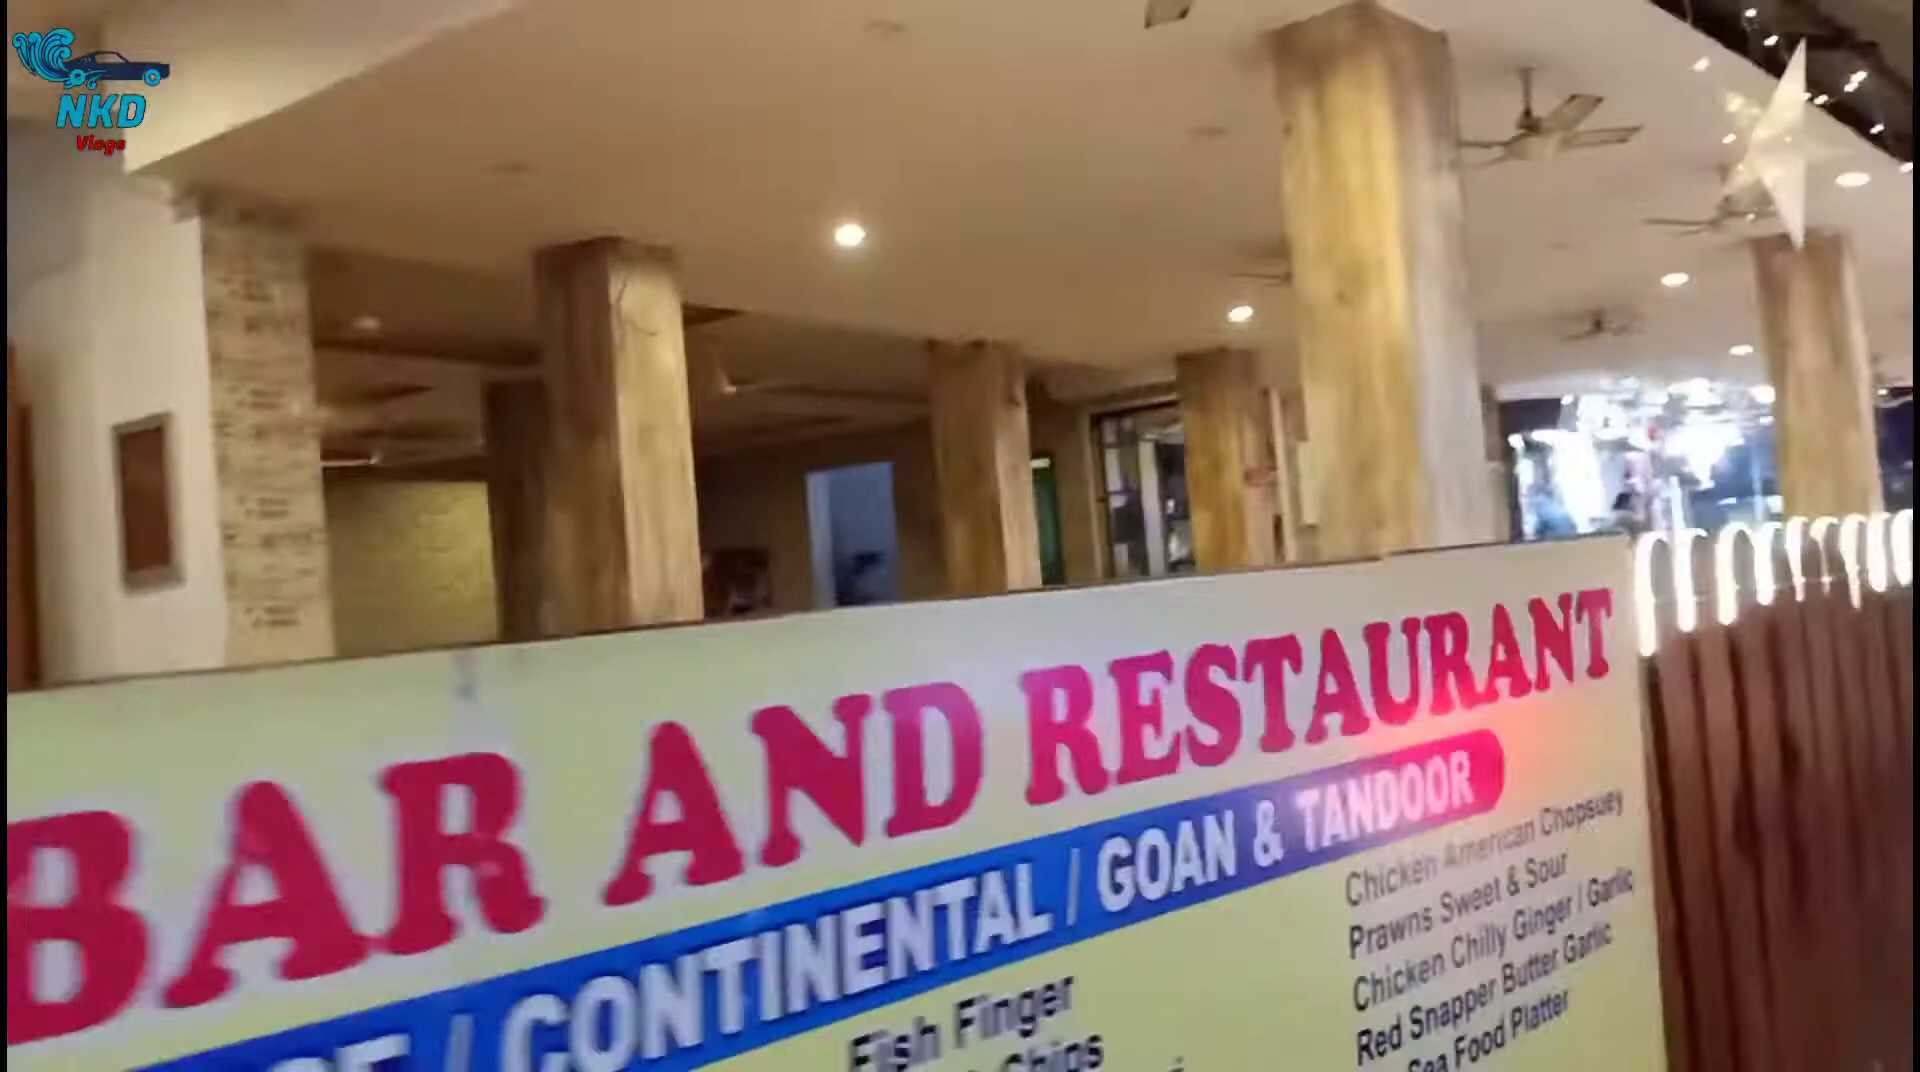 NKD
Vlogs
BAR AND RESTAURANT
/ CONTINENTAL / GOAN & TANDOOR
Fish Finger
Chips
Chicken American Chopsuey
Prawns Sweet & Sour
Chicken Chilly Ginger / Garlic
Red Snapper Butter Garlic
Sea Food Platter